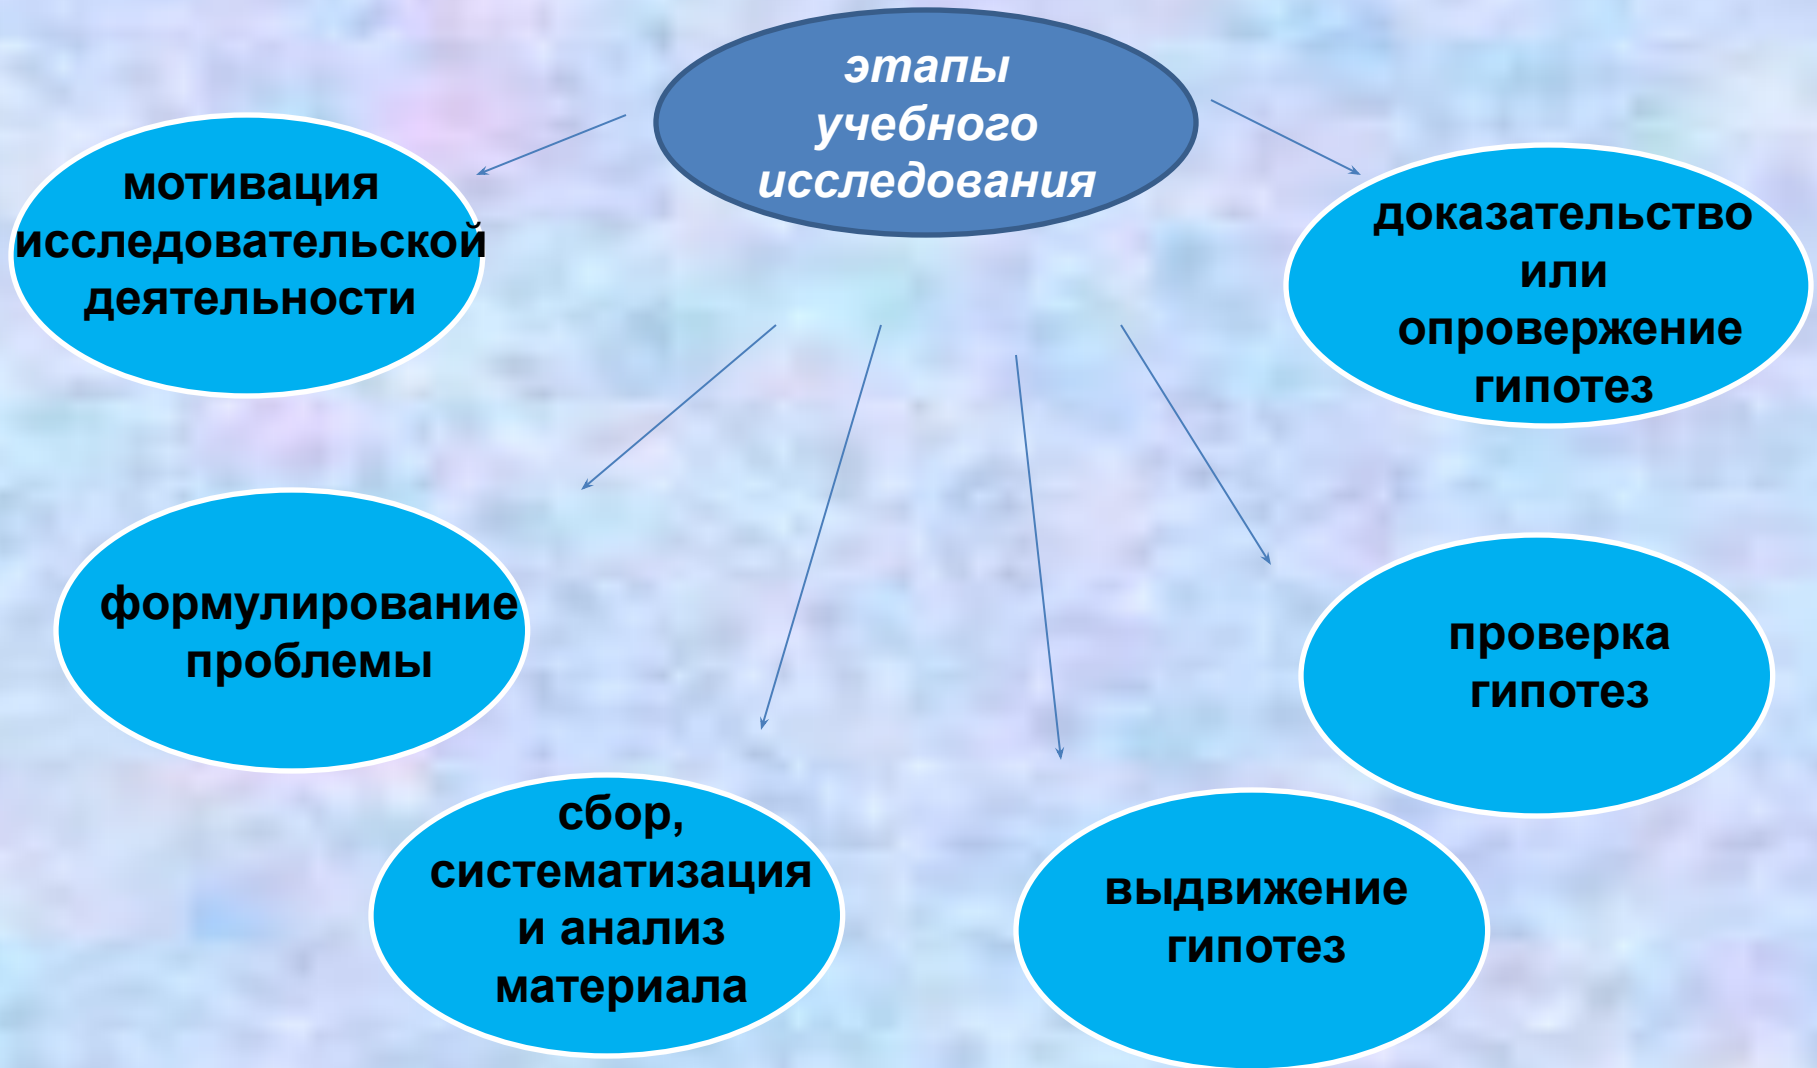 этапы
учебного
исследования
мотивация
исследовательской
деятельности
формулирование
проблемы
сбор,
систематизация
и анализ
материала
выдвижение
гипотез
проверка
гипотез
доказательство
или
опровержение
гипотез